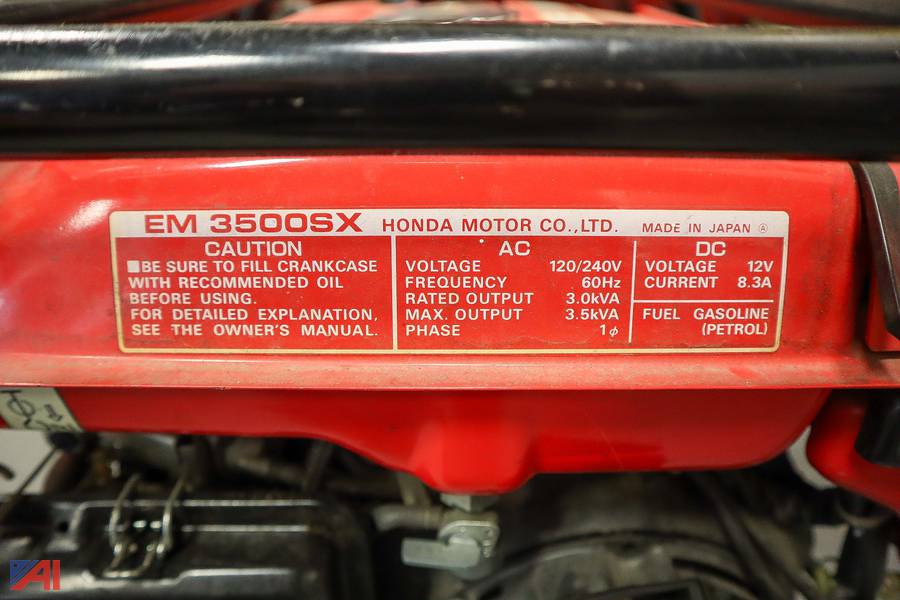 EM 3500SX HONDA MOTOR CO.,LTD. MADE IN JAPAN Ⓐ
CAUTION
■BE SURE TO FILL CRANKCASE
WITH RECOMMENDED OIL
BEFORE USING.
FOR DETAILED EXPLANATION,
SEE THE OWNER'S MANUAL.
AC
VOLTAGE 120/240V
FREQUENCY 60Hz
RATED OUTPUT 3.0kVA
MAX. OUTPUT 3.5kVA
PHASE 1ϕ
DC
VOLTAGE 12V
CURRENT 8.3A
FUEL GASOLINE
(PETROL)
AI